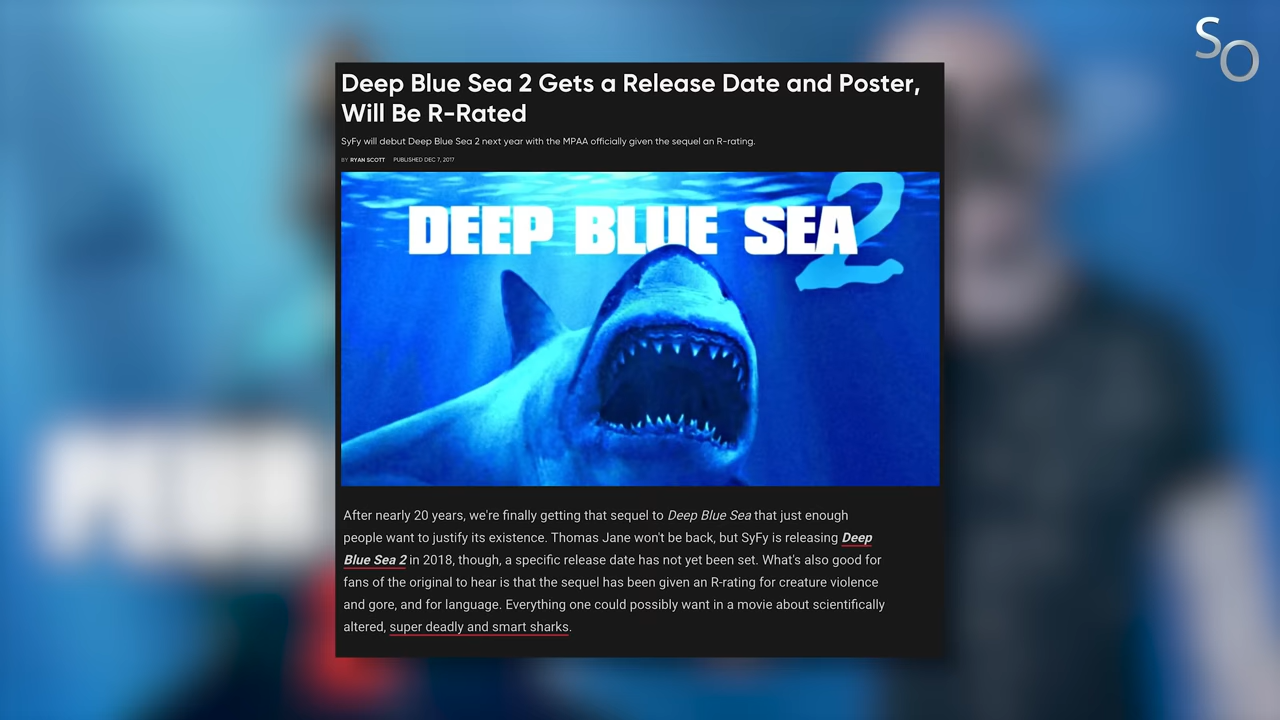 SO
Deep Blue Sea 2 Gets a Release Date and Poster,
Will Be R-Rated
SyFy will debut Deep Blue Sea 2 next year with the MPAA officially given the sequel an R-rating.
BY RYAN SCOTT PUBLISHED DEC 7, 2017
DEEP BLUE SEA 2
After nearly 20 years, we're finally getting that sequel to Deep Blue Sea that just enough
people want to justify its existence. Thomas Jane won't be back, but SyFy is releasing Deep
Blue Sea 2 in 2018, though, a specific release date has not yet been set. What's also good for
fans of the original to hear is that the sequel has been given an R-rating for creature violence
and gore, and for language. Everything one could possibly want in a movie about scientifically
altered, super deadly and smart sharks.